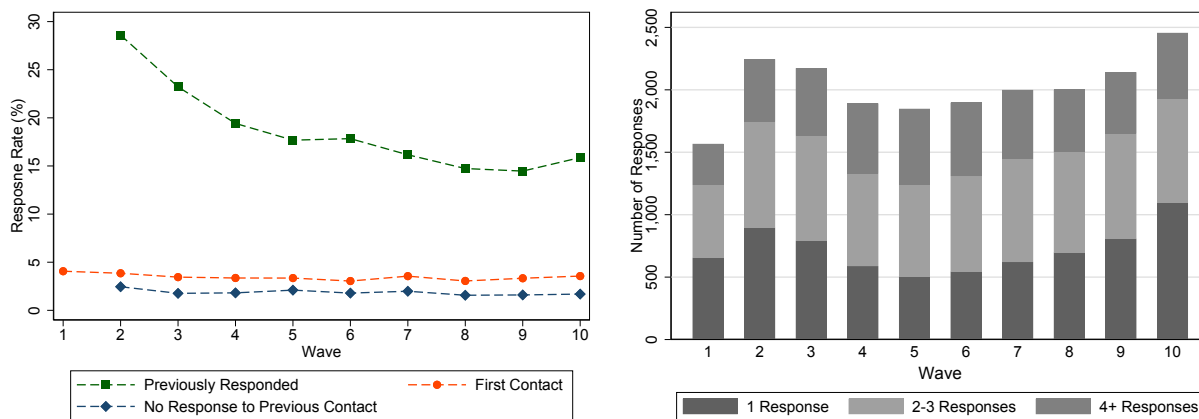 Resposne Rate (%)
30
25
20
15
10
5
0
1 2 3 4 5 6 7 8 9 10
Wave
Previously Responded
First Contact
No Response to Previous Contact
Number of Responses
2,500
2,000
1,500
1,000
500
0
1 2 3 4 5 6 7 8 9 10
Wave
1 Response
2-3 Responses
4+ Responses